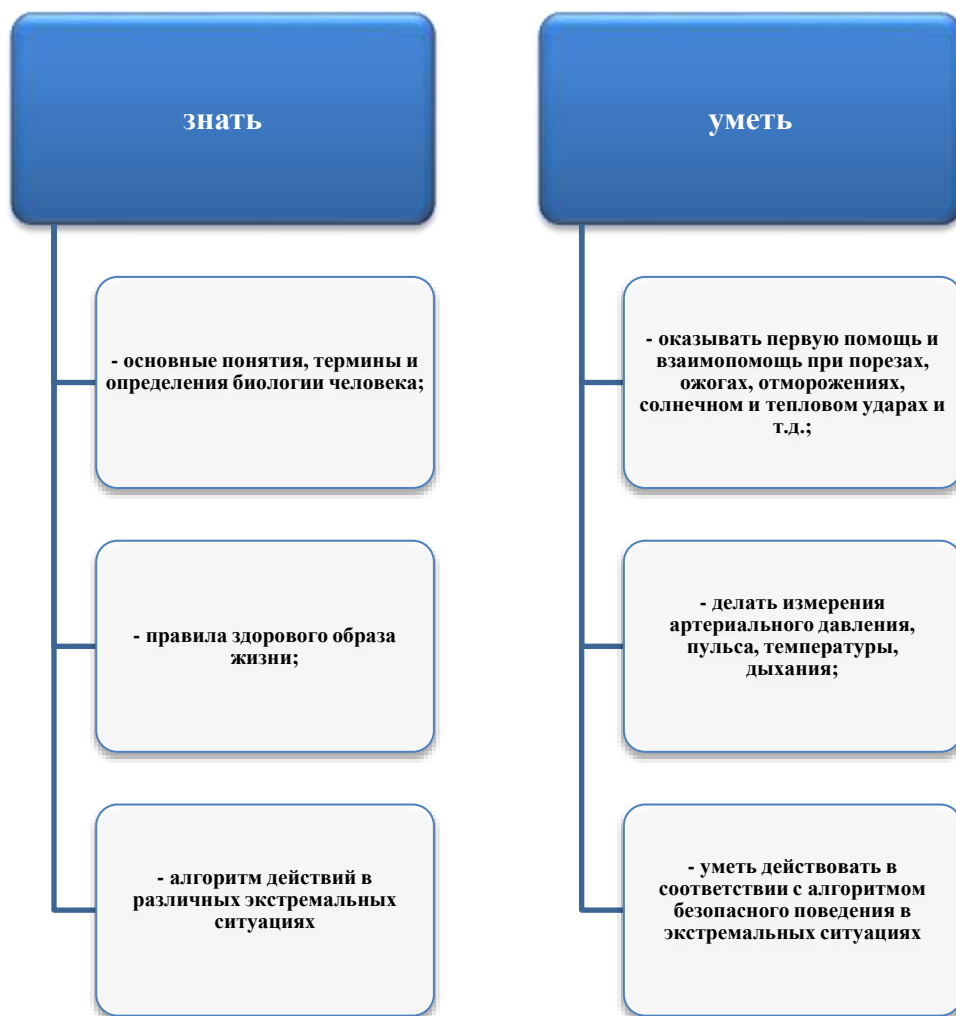 знать
- основные понятия, термины и
определения биологии человека;
- правила здорового образа
жизни;
- алгоритм действий в
различных экстремальных
ситуациях
уметь
- оказывать первую помощь и
взаимопомощь при порезах,
ожогах, отморожениях,
солнечном и тепловом ударах и
т.д.;
- делать измерения
артериального давления,
пульса, температуры,
дыхания;
- уметь действовать в
соответствии с алгоритмом
безопасного поведения в
экстремальных ситуациях